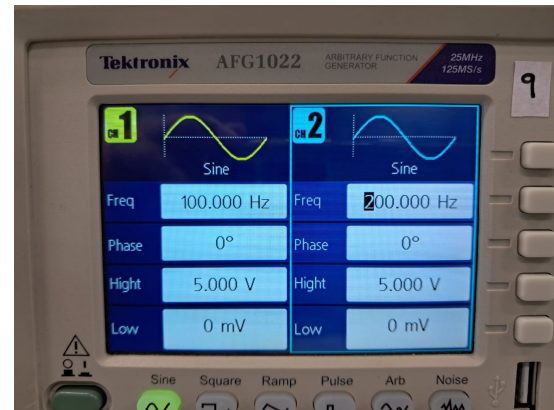 Tektronix AFG1022 ARBITRARY FUNCTION GENERATOR 25MHz 125MS/s
9
CH 1 CH 2
Sine Sine
Freq 100.000 Hz Freq 200.000 Hz
Phase 0° Phase 0°
Hight 5.000 V Hight 5.000 V
Low 0 mV Low 0 mV
Sine Square Ramp Pulse Arb Noise